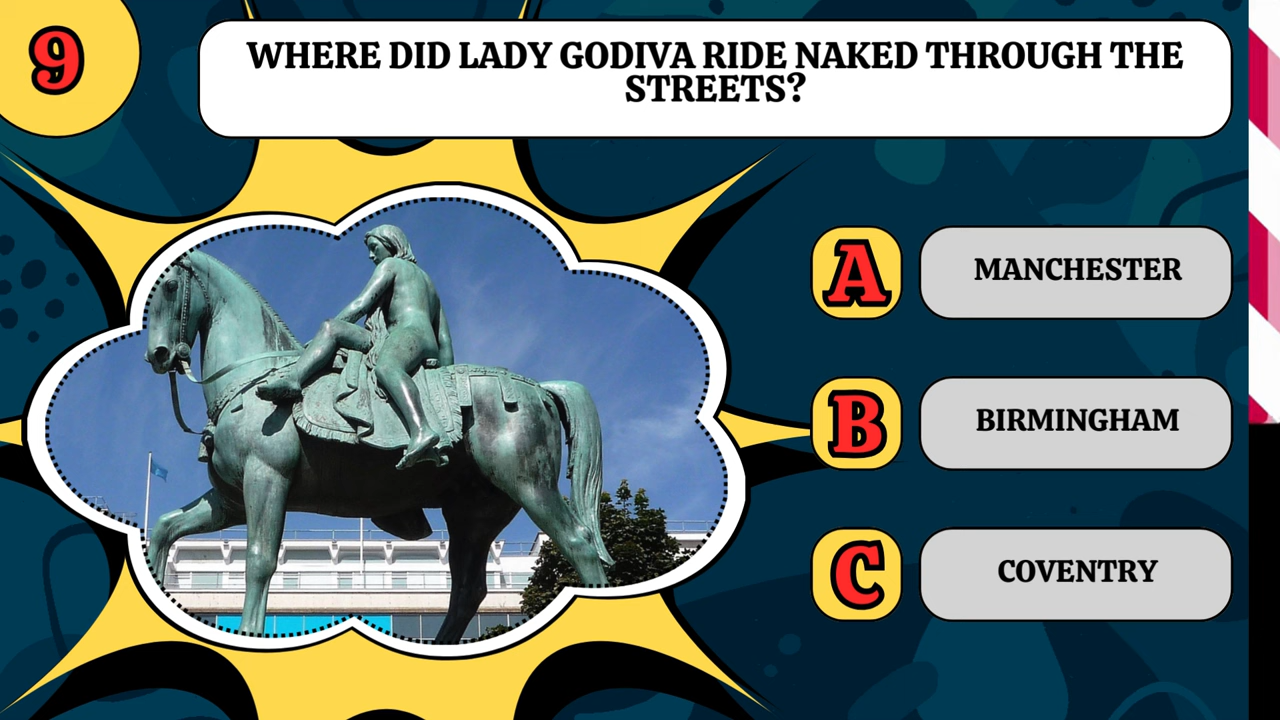 9
WHERE DID LADY GODIVA RIDE NAKED THROUGH THE
STREETS?
A
MANCHESTER
B
BIRMINGHAM
C
COVENTRY